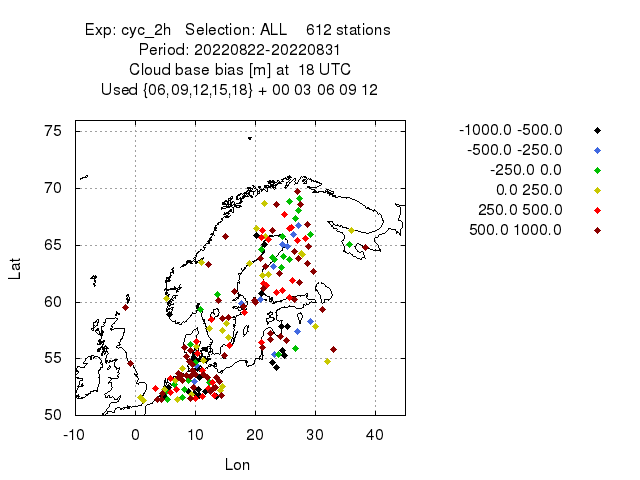 Exp: cyc_2h Selection: ALL 612 stations
Period: 20220822-20220831
Cloud base bias [m] at 18 UTC
Used {06,09,12,15,18} + 00 03 06 09 12
-1000.0 -500.0
-500.0 -250.0
-250.0 0.0
0.0 250.0
250.0 500.0
500.0 1000.0
Lat
75
70
65
60
55
50
-10 0 10 20 30 40
Lon